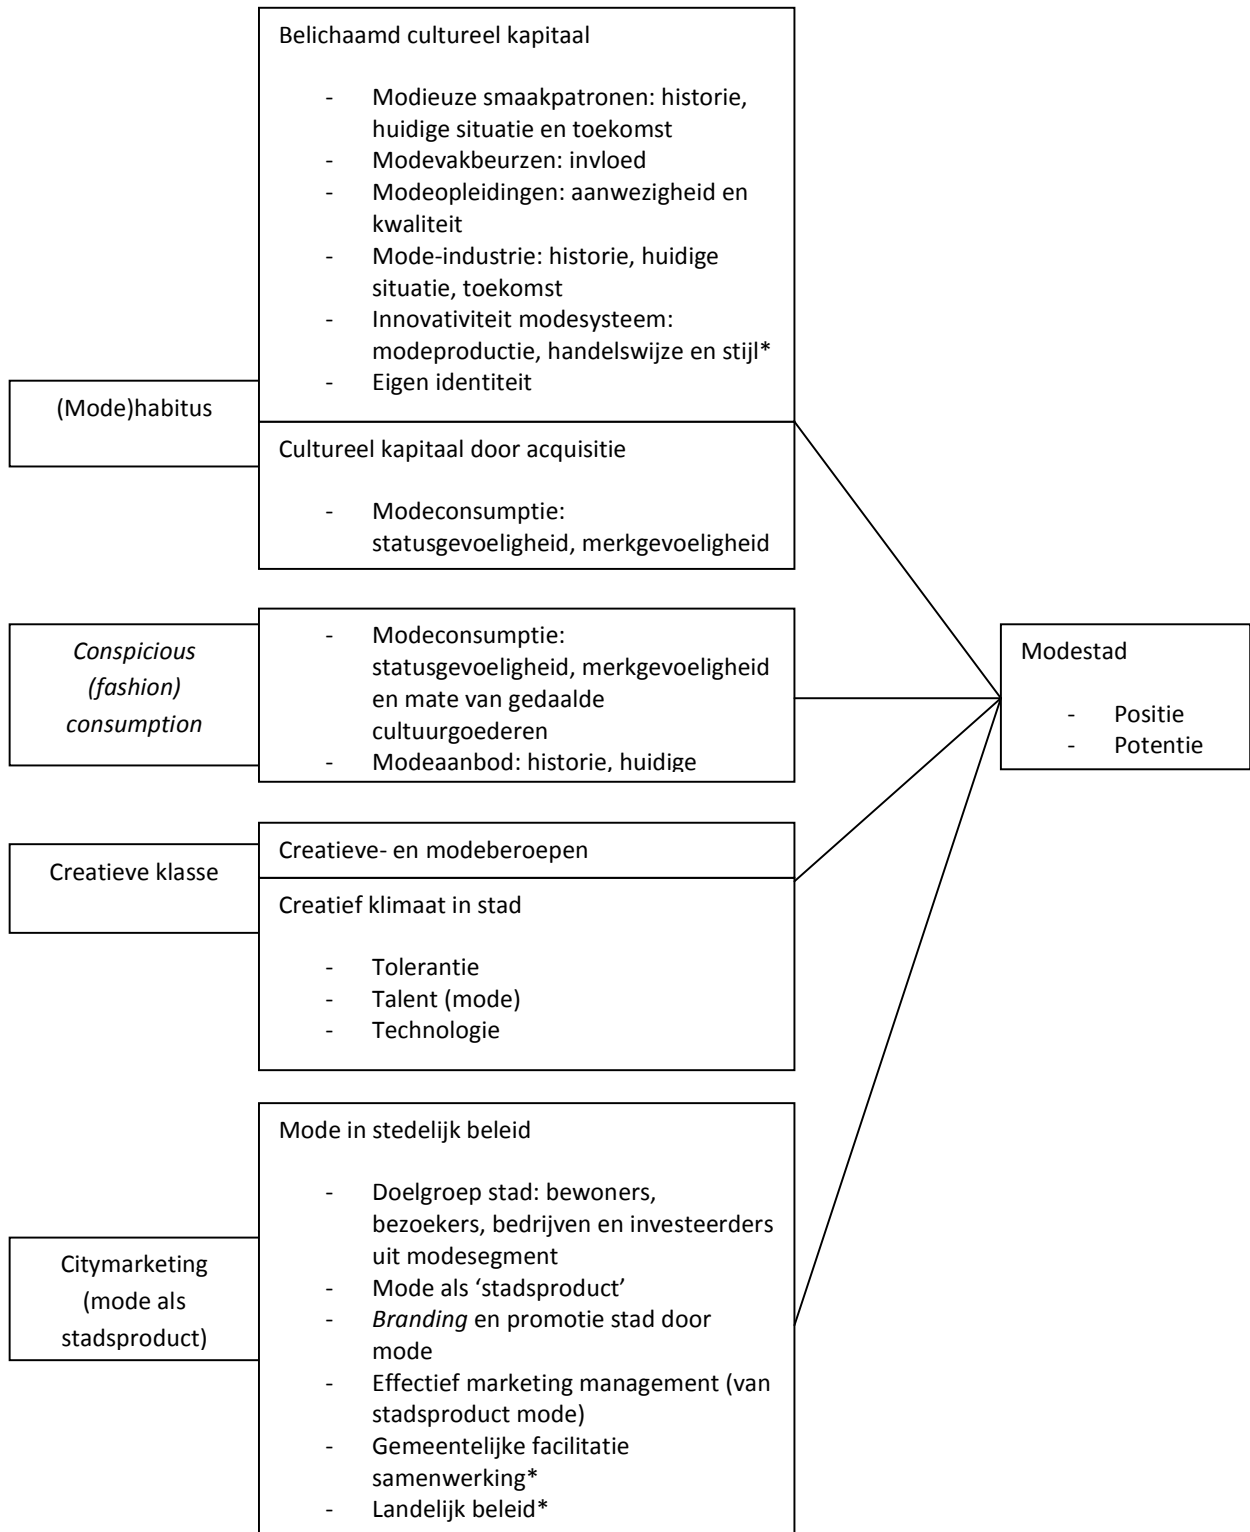 Belichaamd cultureel kapitaal
- Modieuze smaakpatronen: historie,
huidige situatie en toekomst
- Modevakbeurzen: invloed
- Modeopleidingen: aanwezigheid en
kwaliteit
- Mode-industrie: historie, huidige
situatie, toekomst
- Innovativiteit modesysteem:
modeproductie, handelswijze en stijl*
- Eigen identiteit
(Mode)habitus
Cultureel kapitaal door acquisitie
- Modeconsumptie:
statusgevoeligheid, merkgevoeligheid
Conspicious
(fashion)
consumption
- Modeconsumptie:
statusgevoeligheid, merkgevoeligheid
en mate van gedaalde
cultuurgoederen
- Modeaanbod: historie, huidige
Modestad
- Positie
- Potentie
Creatieve klasse
Creatieve- en modeberoepen
Creatief klimaat in stad
- Tolerantie
- Talent (mode)
- Technologie
Citymarketing
(mode als
stadsproduct)
Mode in stedelijk beleid
- Doelgroep stad: bewoners,
bezoekers, bedrijven en investeerders
uit modesegment
- Mode als ‘stadsproduct’
- Branding en promotie stad door
mode
- Effectief marketing management (van
stadsproduct mode)
- Gemeentelijke facilitatie
samenwerking*
- Landelijk beleid*